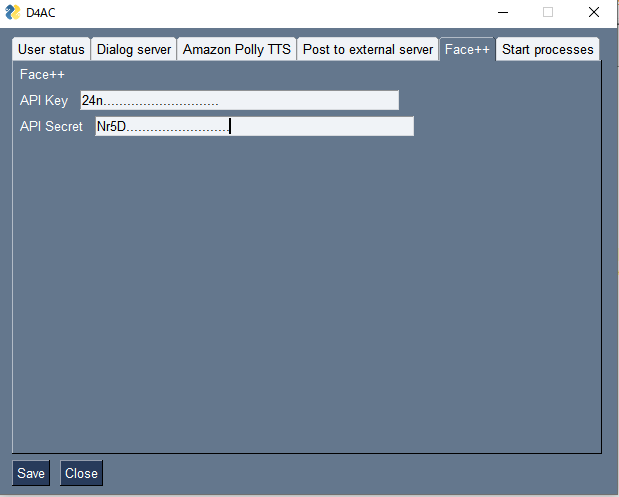 D4AC
User status Dialog server Amazon Polly TTS Post to external server Face++ Start processes
Face++
API Key 24n.............................
API Secret Nr5D..........................
Save Close